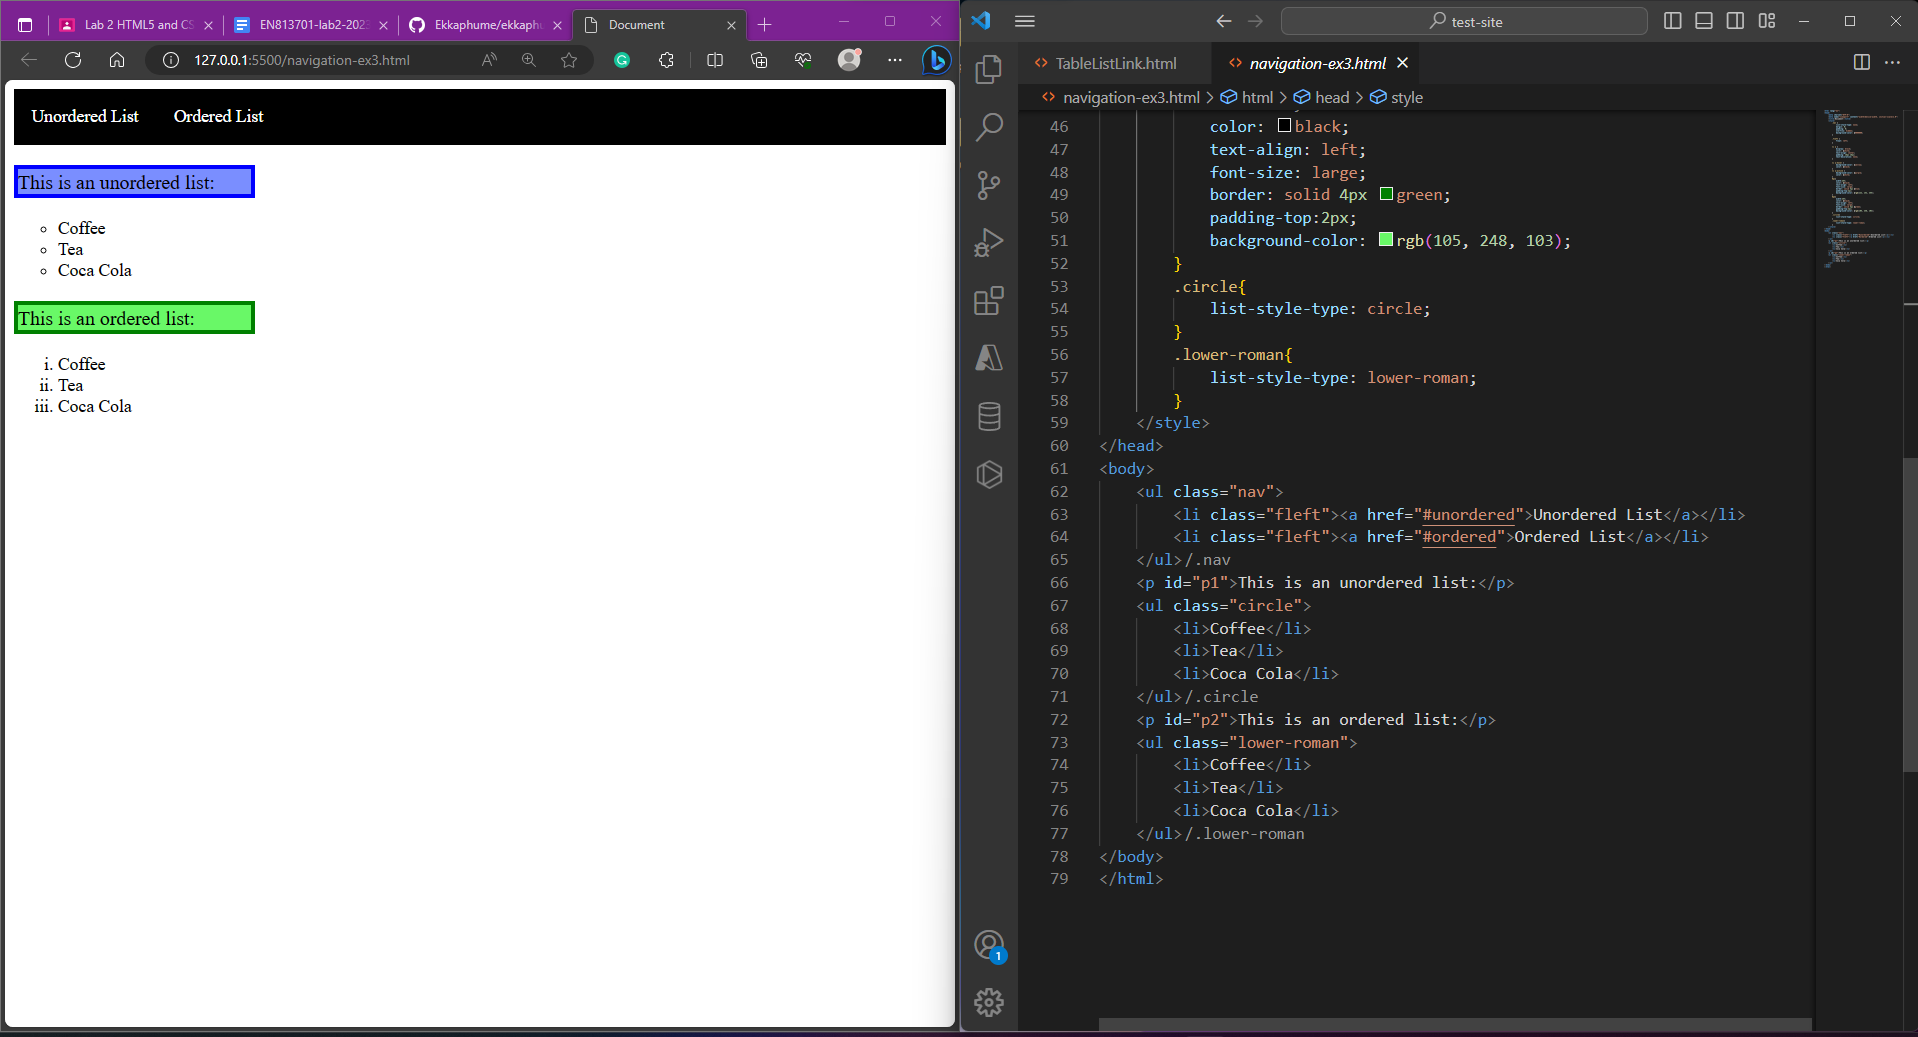 Lab 2 HTML5 and CS
EN813701-lab2-202
Ekkaphume/ekkaph
Document
127.0.0.1:5500/navigation-ex3.html
Unordered List Ordered List
This is an unordered list:
Coffee
Tea
Coca Cola
This is an ordered list:
i. Coffee
ii. Tea
iii. Coca Cola
test-site
TableListLink.html
navigation-ex3.html
navigation-ex3.html > html > head > style
46 color: black;
47 text-align: left;
48 font-size: large;
49 border: solid 4px green;
50 padding-top:2px;
51 background-color: rgb(105, 248, 103);
52 }
53 .circle{
54 list-style-type: circle;
55 }
56 .lower-roman{
57 list-style-type: lower-roman;
58 }
59 </style>
60 </head>
61 <body>
62 <ul class="nav">
63 <li class="fleft"><a href="#unordered">Unordered List</a></li>
64 <li class="fleft"><a href="#ordered">Ordered List</a></li>
65 </ul>/.nav
66 <p id="p1">This is an unordered list:</p>
67 <ul class="circle">
68 <li>Coffee</li>
69 <li>Tea</li>
70 <li>Coca Cola</li>
71 </ul>/.circle
72 <p id="p2">This is an ordered list:</p>
73 <ul class="lower-roman">
74 <li>Coffee</li>
75 <li>Tea</li>
76 <li>Coca Cola</li>
77 </ul>/.lower-roman
78 </body>
79 </html>
1